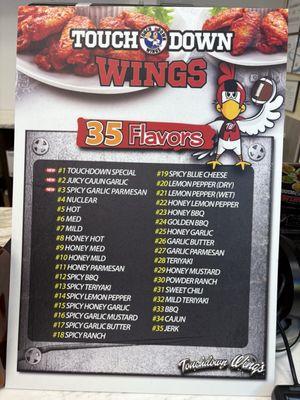 TOUCH DOWN
WINGS
35 Flavors
NEW #1 TOUCHDOWN SPECIAL
NEW #2 JUICY CAJUN GARLIC
NEW #3 SPICY GARLIC PARMESAN
#4 NUCLEAR
#5 HOT
#6 MED
#7 MILD
#8 HONEY HOT
#9 HONEY MED
#10 HONEY MILD
#11 HONEY PARMESAN
#12 SPICY BBQ
#13 SPICY TERIYAKI
#14 SPICY LEMON PEPPER
#15 SPICY HONEY GARLIC
#16 SPICY GARLIC MUSTARD
#17 SPICY GARLIC BUTTER
#18 SPICY RANCH
#19 SPICY BLUE CHEESE
#20 LEMON PEPPER (DRY)
#21 LEMON PEPPER (WET)
#22 HONEY LEMON PEPPER
#23 HONEY BBQ
#24 GOLDEN BBQ
#25 HONEY GARLIC
#26 GARLIC BUTTER
#27 GARLIC PARMESAN
#28 TERIYAKI
#29 HONEY MUSTARD
#30 POWDER RANCH
#31 SWEET CHILI
#32 MILD TERIYAKI
#33 BBQ
#34 CAJUN
#35 JERK
Touchdown Wing's